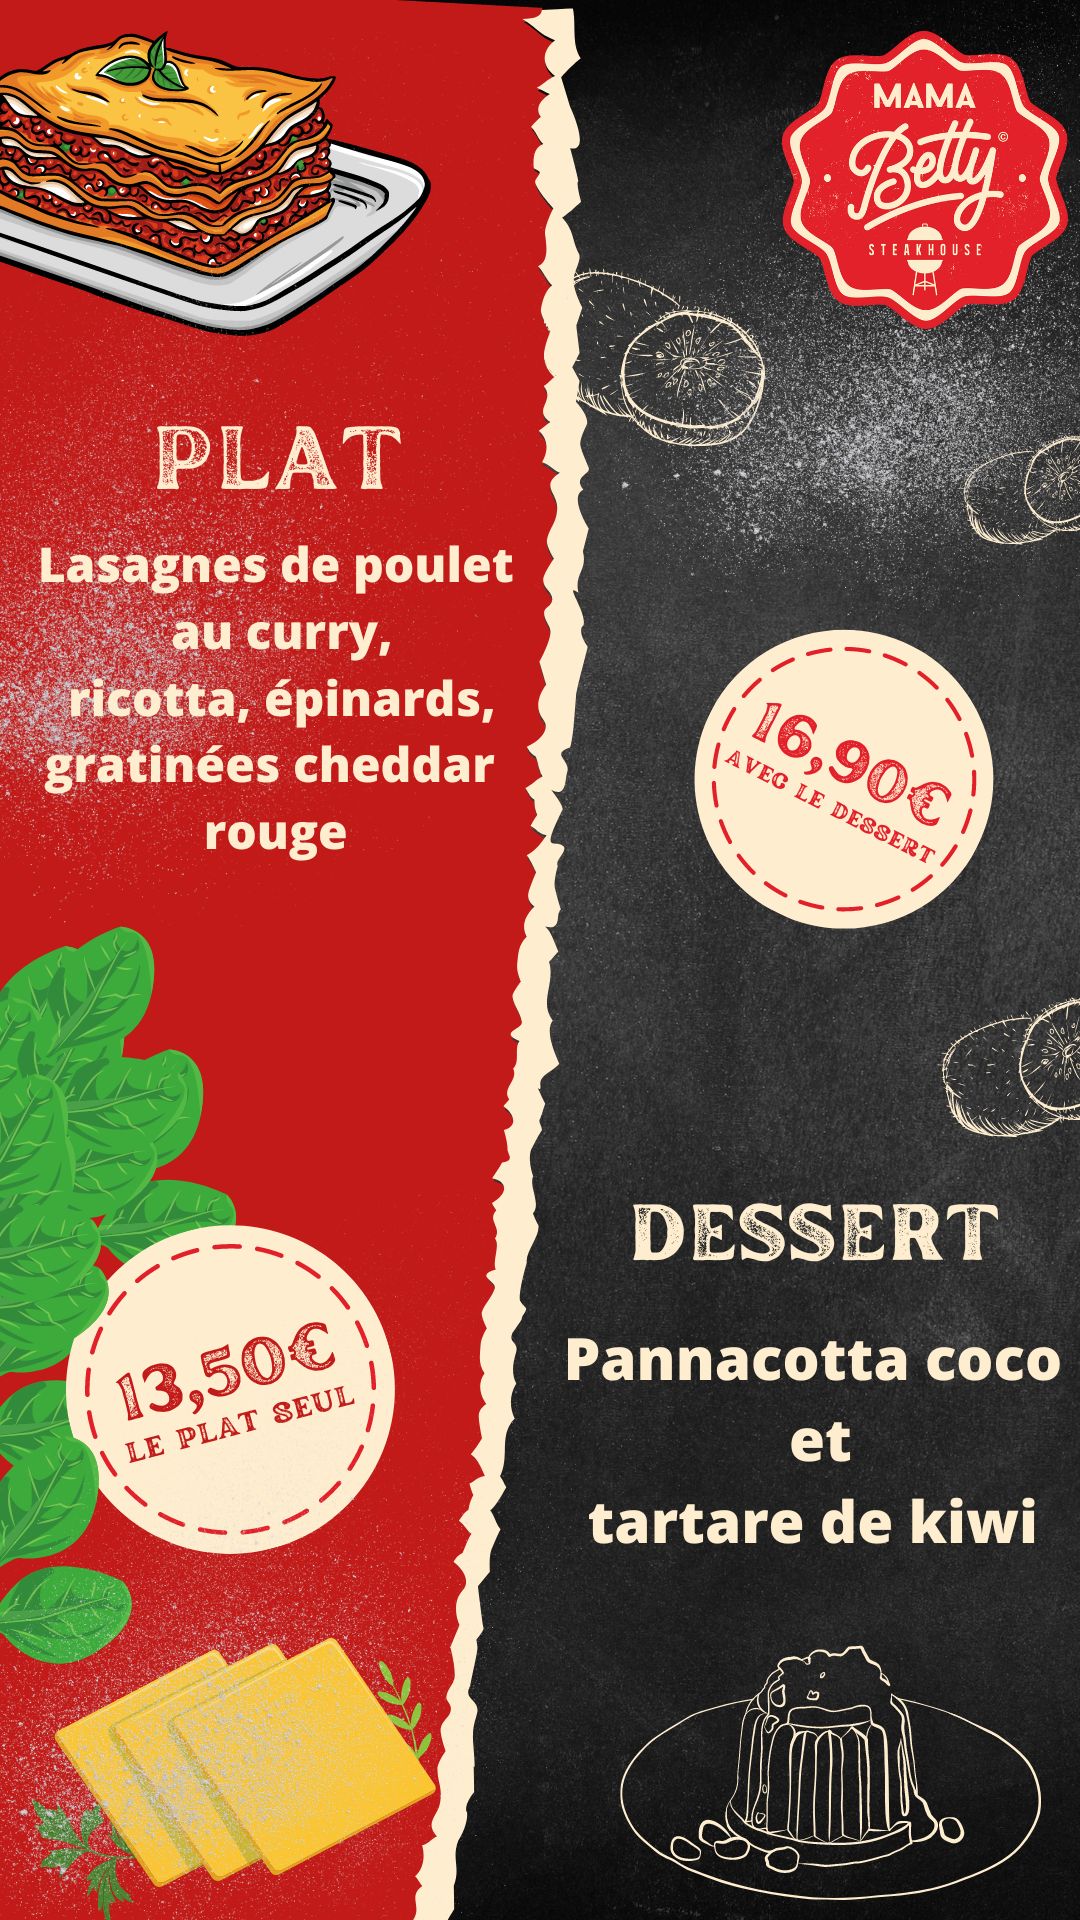 MAMA
Betty©
STEAKHOUSE
PLAT
Lasagnes de poulet
au curry,
ricotta, épinards,
gratinées cheddar
rouge
16,90€
AVEC LE DESSERT
13,50€
LE PLAT SEUL
DESSERT
Pannacotta coco
et
tartare de kiwi